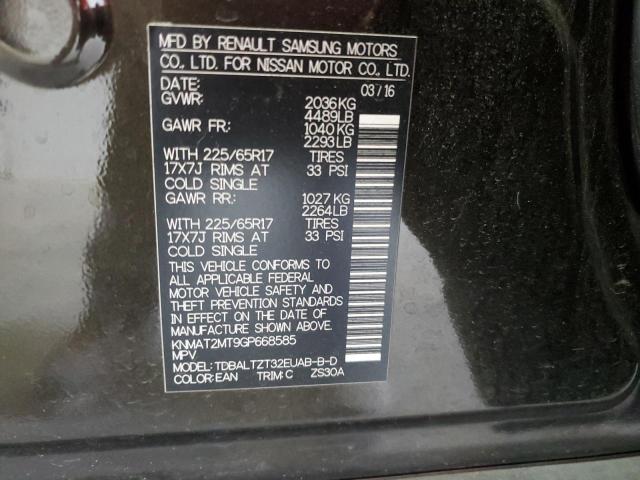 MFD BY RENAULT SAMSUNG MOTORS
CO., LTD. FOR NISSAN MOTOR CO., LTD.
DATE: 03/16
GVWR: 2036KG
4489LB
GAWR FR: 1040KG
2293LB
WITH 225/65R17 TIRES
17X7J RIMS AT 33 PSI
COLD SINGLE
GAWR RR: 1027KG
2264LB
WITH 225/65R17 TIRES
17X7J RIMS AT 33 PSI
COLD SINGLE
THIS VEHICLE CONFORMS TO
ALL APPLICABLE FEDERAL
MOTOR VEHICLE SAFETY AND
THEFT PREVENTION STANDARDS
IN EFFECT ON THE DATE OF
MANUFACTURE SHOWN ABOVE.
KNMAT2MT9GP668585
MPV
MODEL: TDBALTZT32EUAB-B-D
COLOR: EAN TRIM: C ZS30A